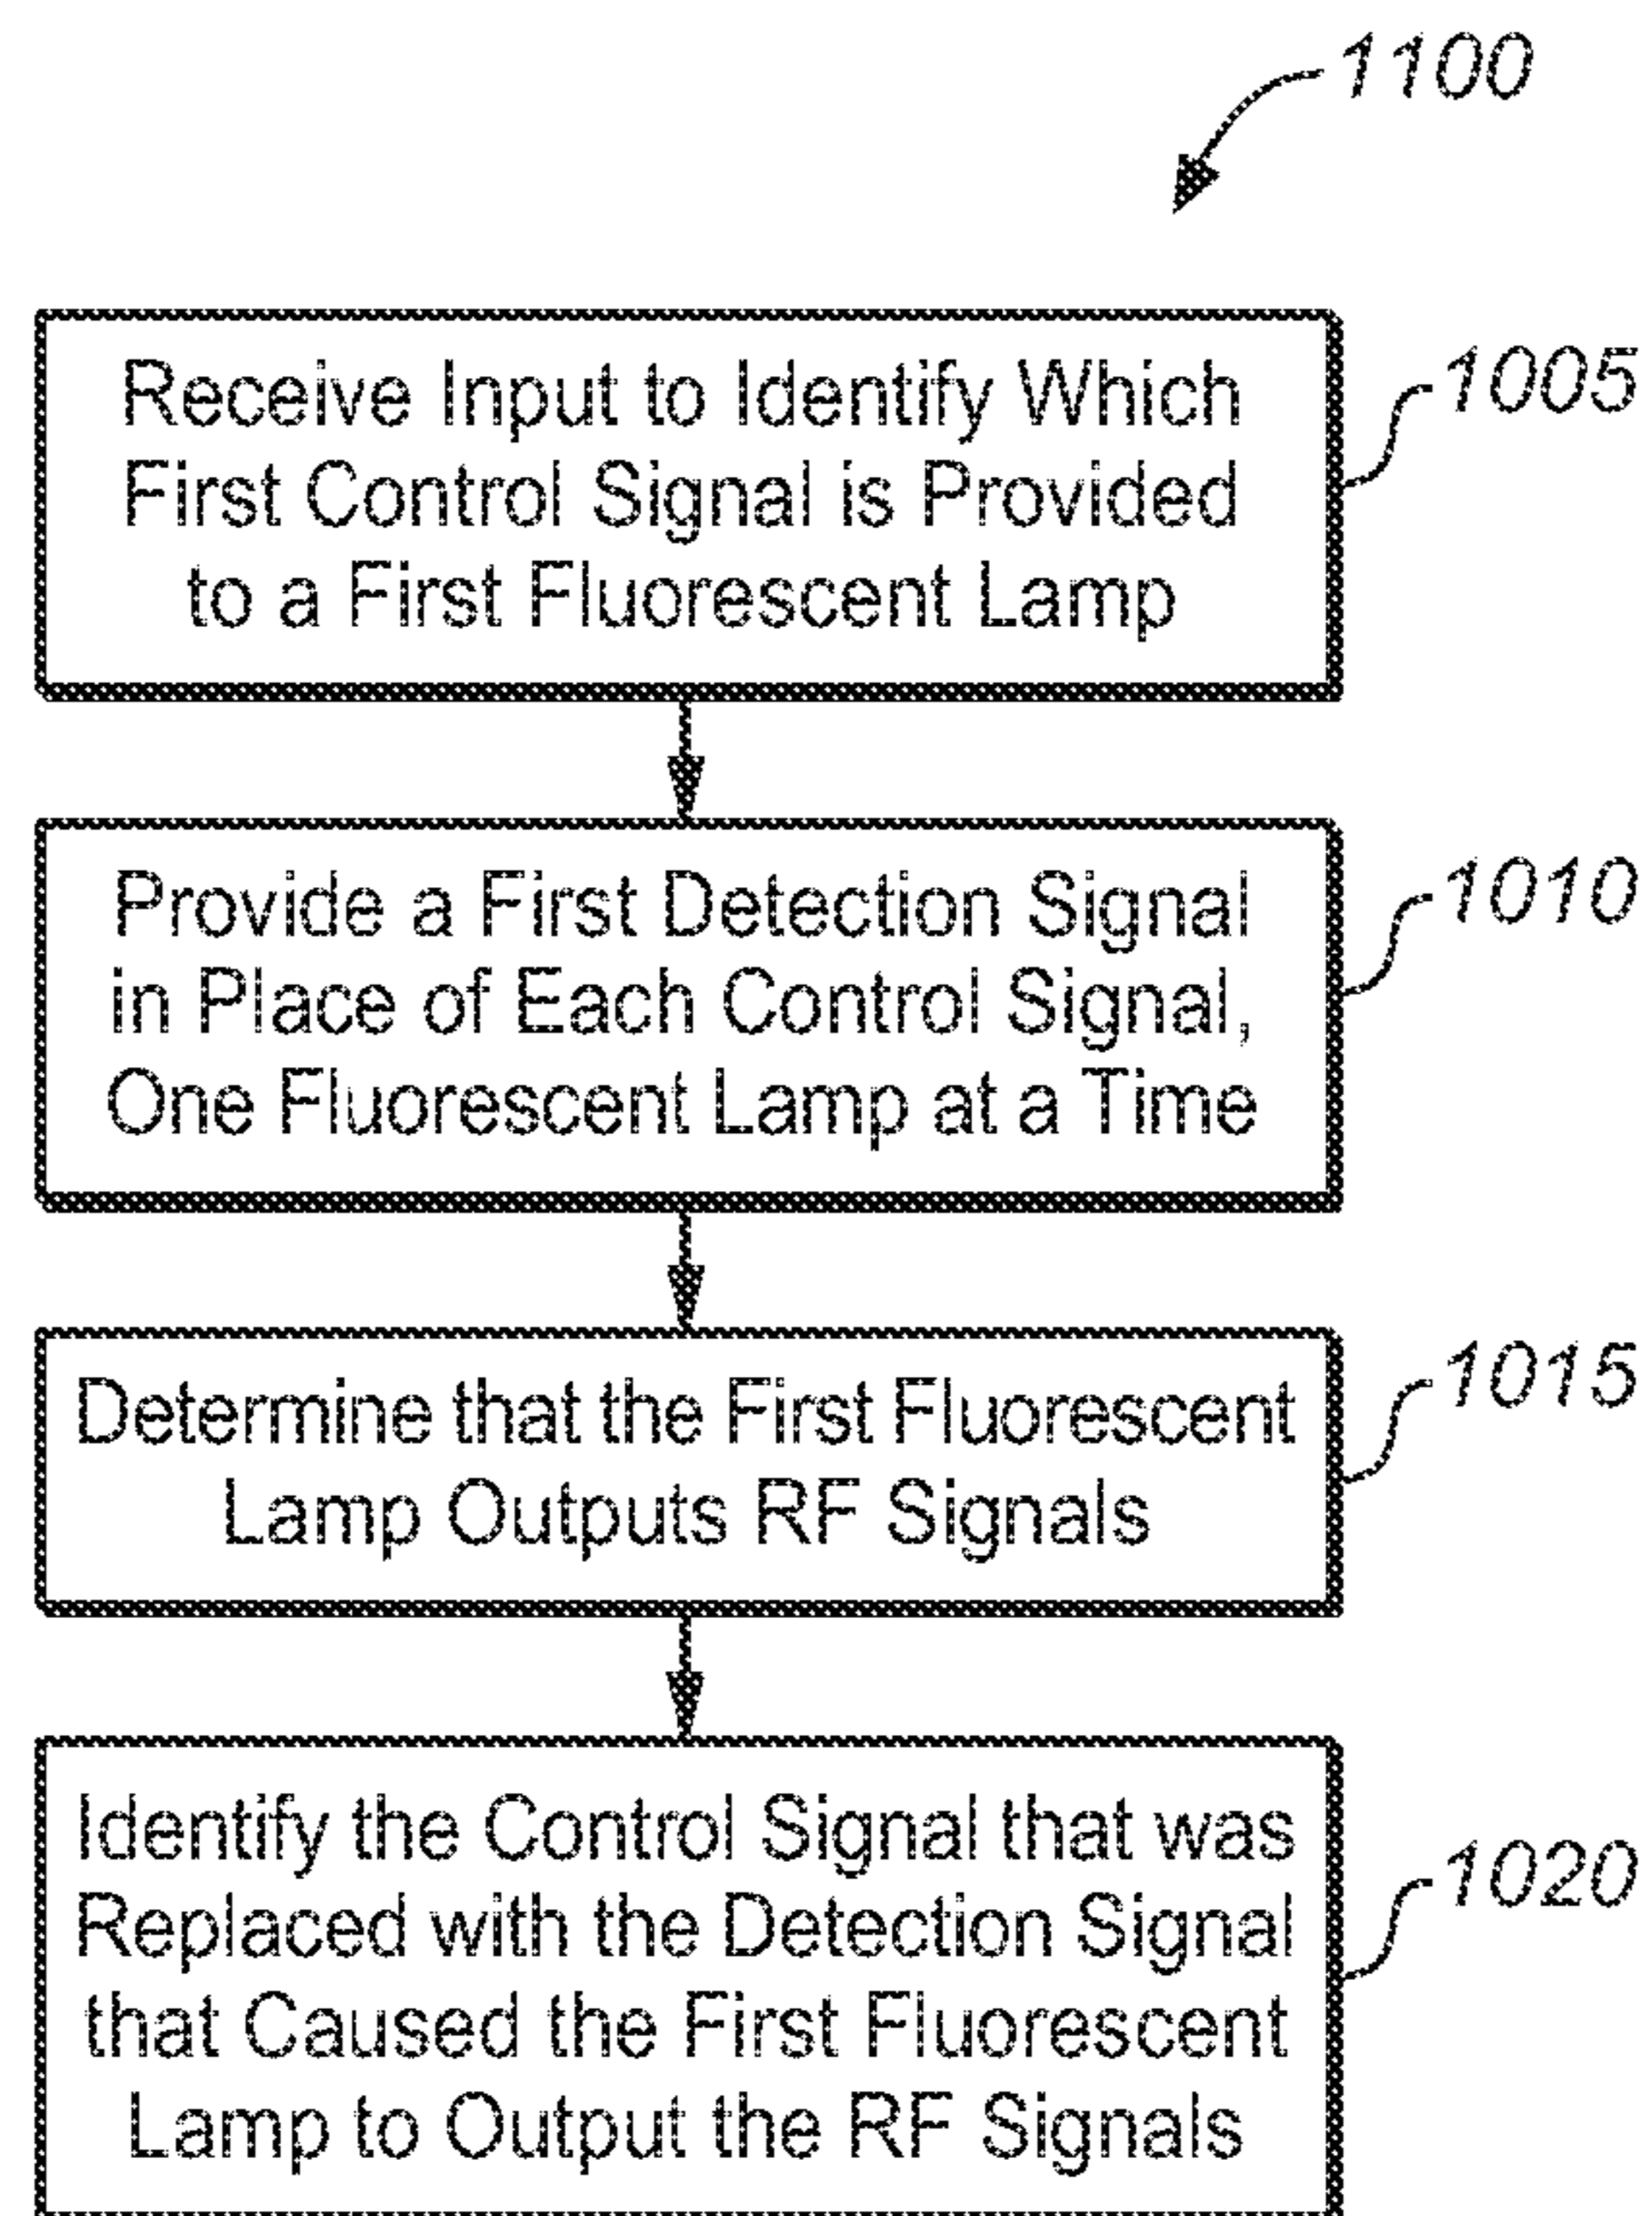 1100
Receive Input to Identify Which
First Control Signal is Provided
to a First Fluorescent Lamp
1005
Provide a First Detection Signal
in Place of Each Control Signal,
One Fluorescent Lamp at a Time
1010
Determine that the First Fluorescent
Lamp Outputs RF Signals
1015
Identify the Control Signal that was
Replaced with the Detection Signal
that Caused the First Fluorescent
Lamp to Output the RF Signals
1020